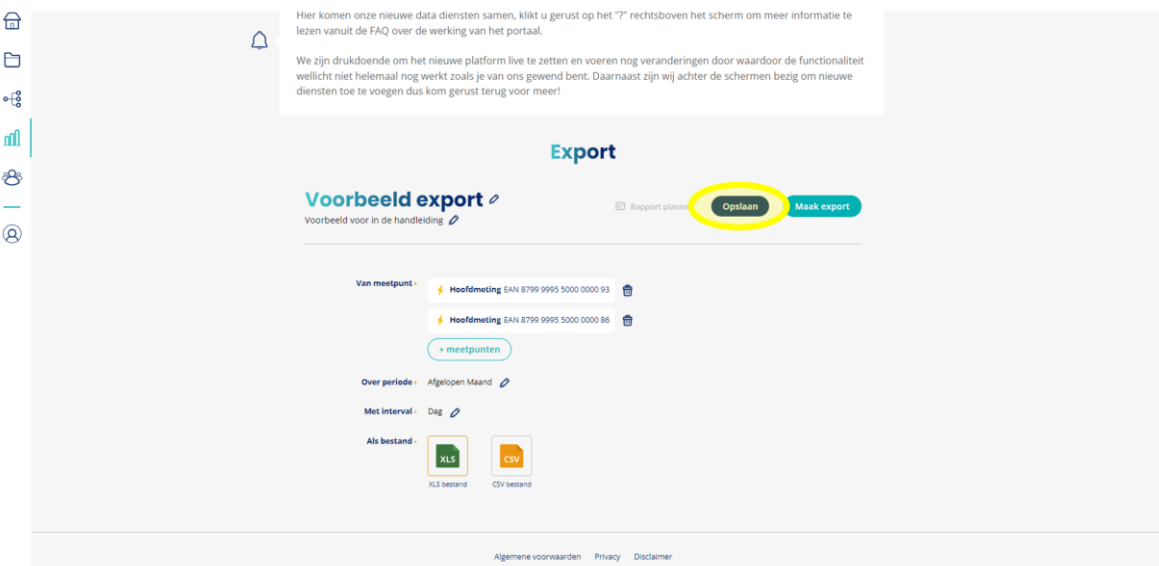 Hier komen onze nieuwe data diensten samen, klikt u gerust op het "?" rechtsboven het scherm om meer informatie te
lezen vanuit de FAQ over de werking van het portaal.
We zijn drukdoende om het nieuwe platform live te zetten en voeren nog veranderingen door waardoor de functionaliteit
wellicht niet helemaal nog werkt zoals je van ons gewend bent. Daarnaast zijn wij achter de schermen bezig om nieuwe
diensten toe te voegen dus kom gerust terug voor meer!
Export
Voorbeeld export
Rapport planne Opslaan Maak export
Voorbeeld voor in de handleiding
Van meetpunt
Hoofdmeting EAN 8799 9995 5000 0000 93
Hoofdmeting EAN 8799 9995 5000 0000 86
+ meetpunten
Over periode Afgelopen Maand
Met interval Dag
Als bestand
XLS CSV
XLS bestand CSV bestand
Algemene voorwaarden Privacy Disclaimer